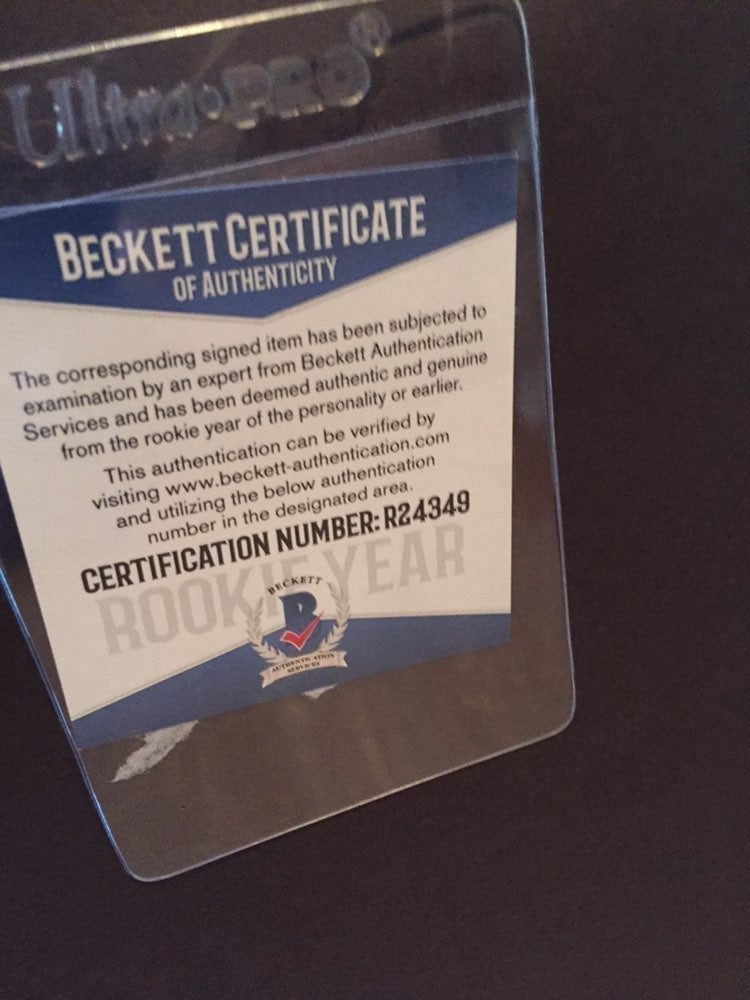 Ultra•PRO®
BECKETT CERTIFICATE
OF AUTHENTICITY
The corresponding signed item has been subjected to
examination by an expert from Beckett Authentication
Services and has been deemed authentic and genuine
from the rookie year of the personality or earlier.
This authentication can be verified by
visiting www.beckett-authentication.com
and utilizing the below authentication
number in the designated area.
CERTIFICATION NUMBER: R24349
ROOKIE YEAR
BECKETT
B
AUTHENTICATION
SERVICES